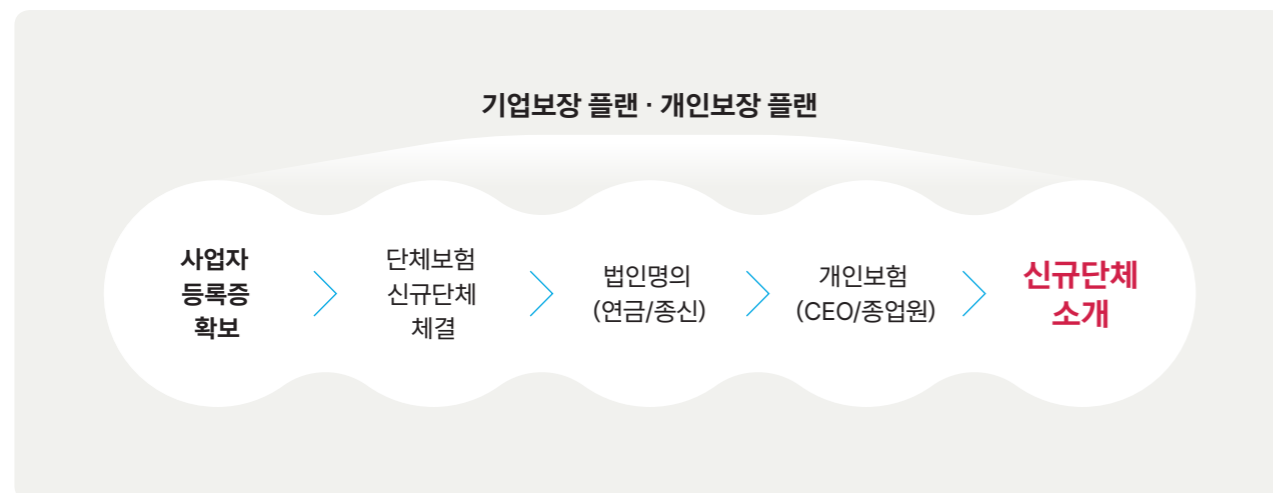 기업보장 플랜 · 개인보장 플랜
사업자
등록증
확보
단체보험
신규단체
체결
법인명의
(연금/종신)
개인보험
(CEO/종업원)
신규단체
소개